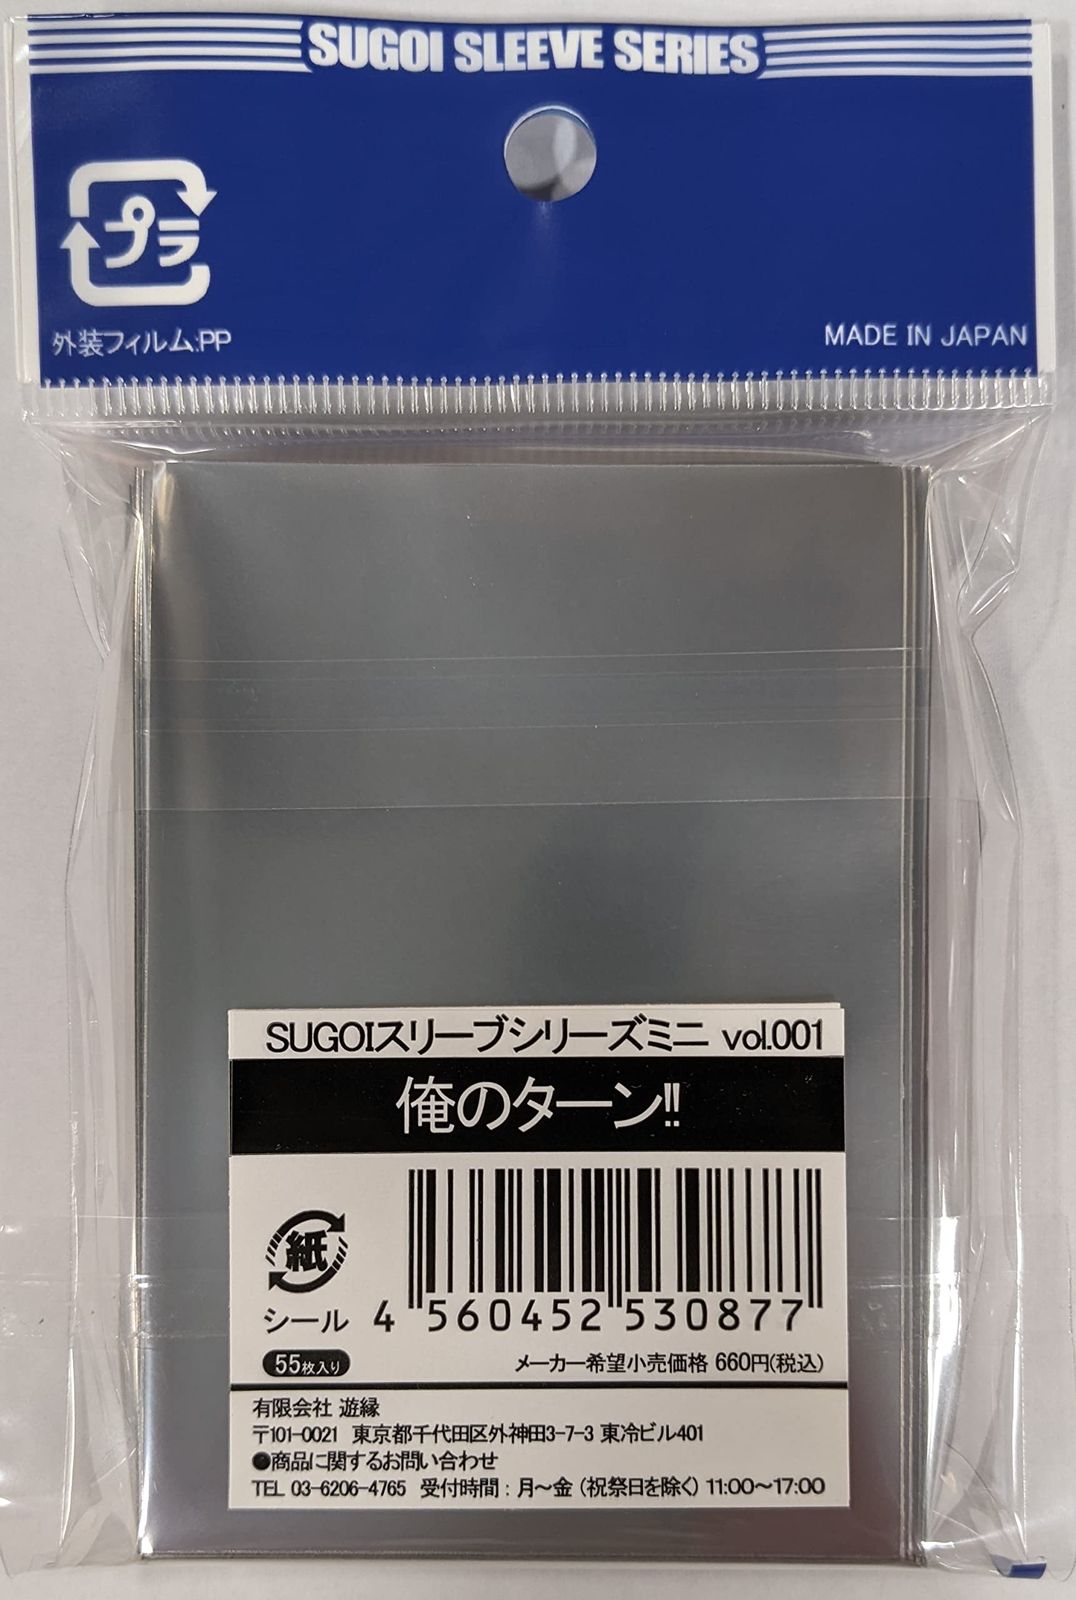 SUGOI SLEEVE SERIES
プラ
外装フィルム:PP
MADE IN JAPAN
SUGOIスリーブシリーズミニ vol.001
俺のターン!!
紙
シール
4 560452 530877
55枚入り
メーカー希望小売価格 660円(税込)
有限会社 遊縁
〒101-0021 東京都千代田区外神田3-7-3 東冷ビル401
●商品に関するお問い合わせ
TEL 03-6206-4765 受付時間:月～金(祝祭日を除く)11:00～17:00